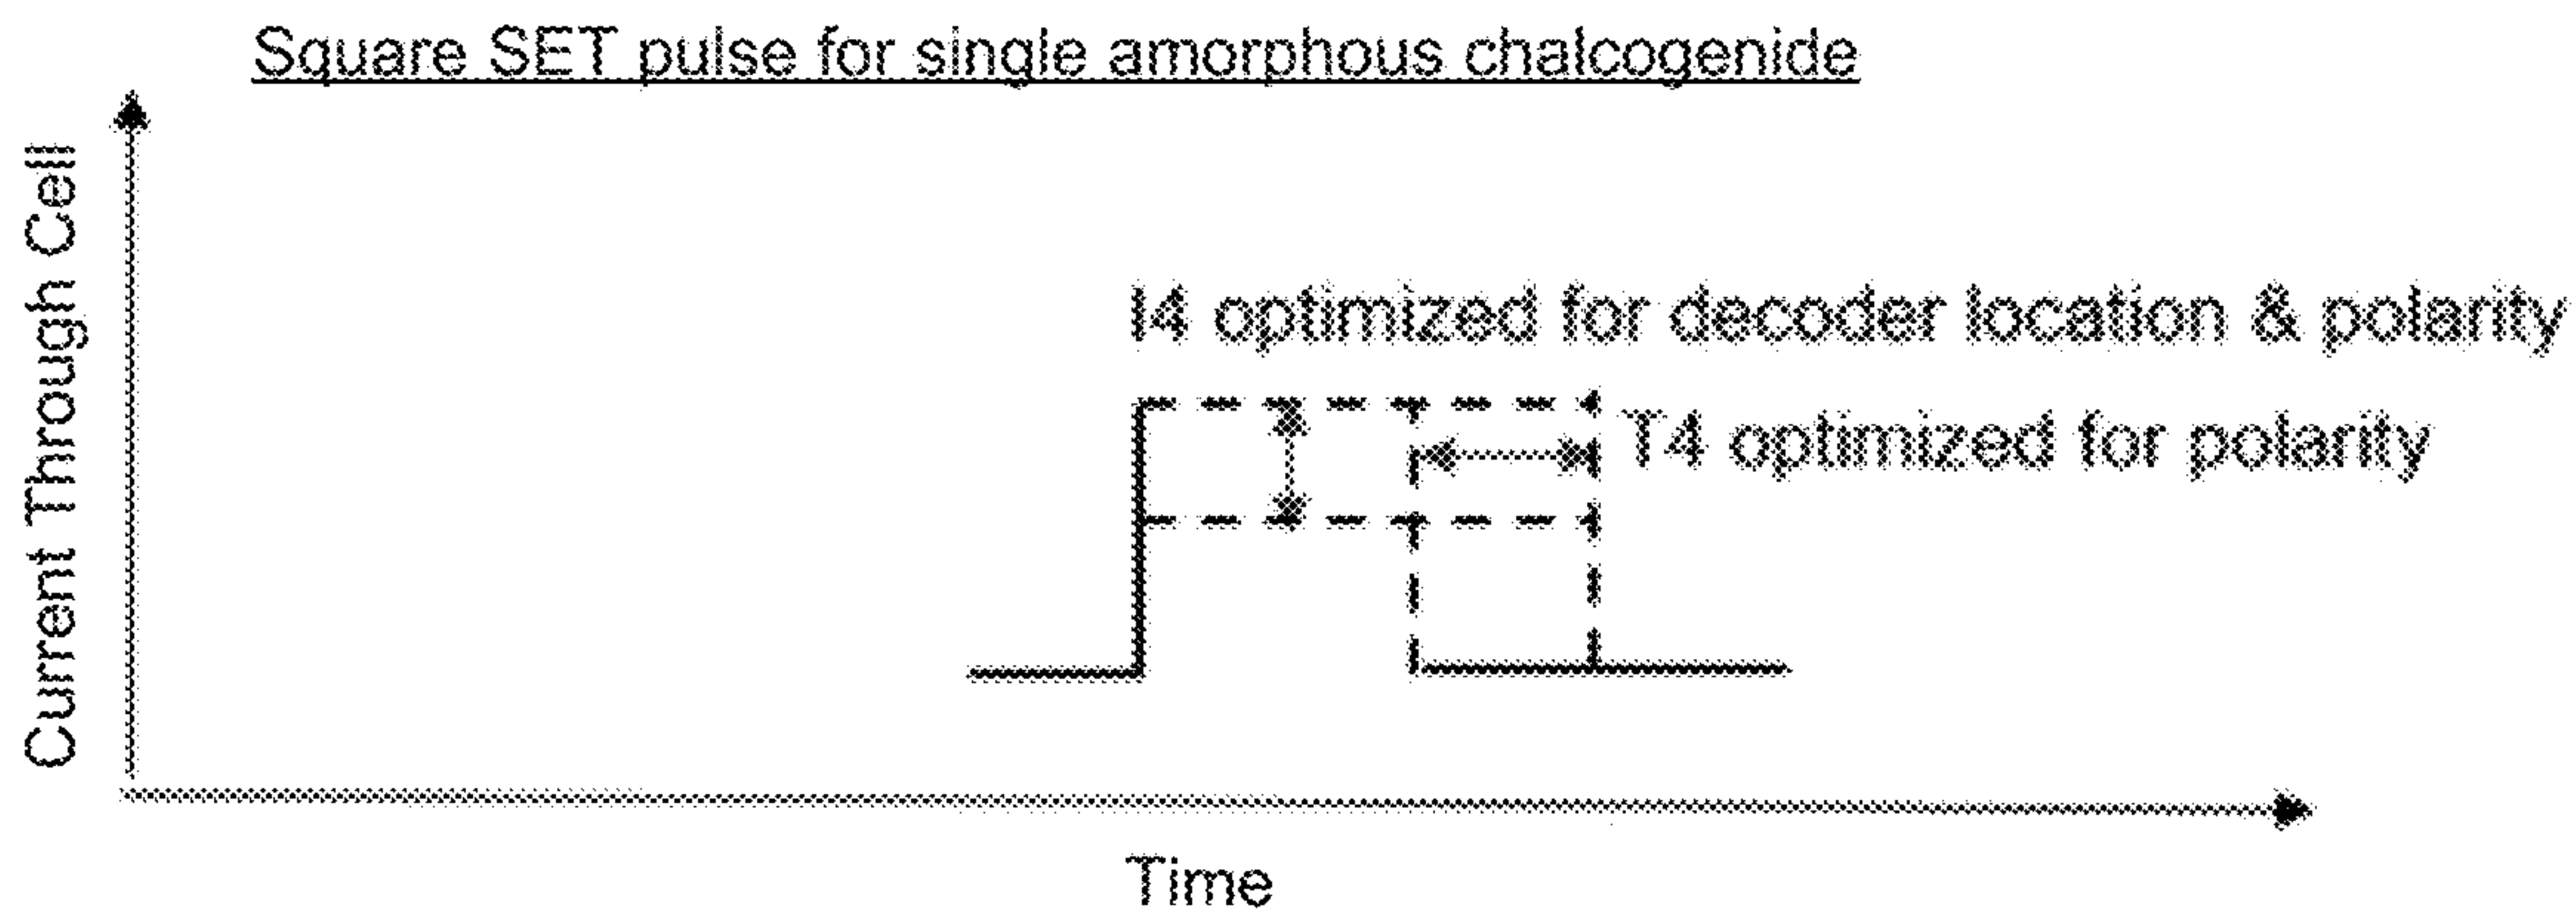 Square SET pulse for single amorphous chalcogenide
Current Through Cell
I4 optimized for decoder location & polarity
T4 optimized for polarity
Time